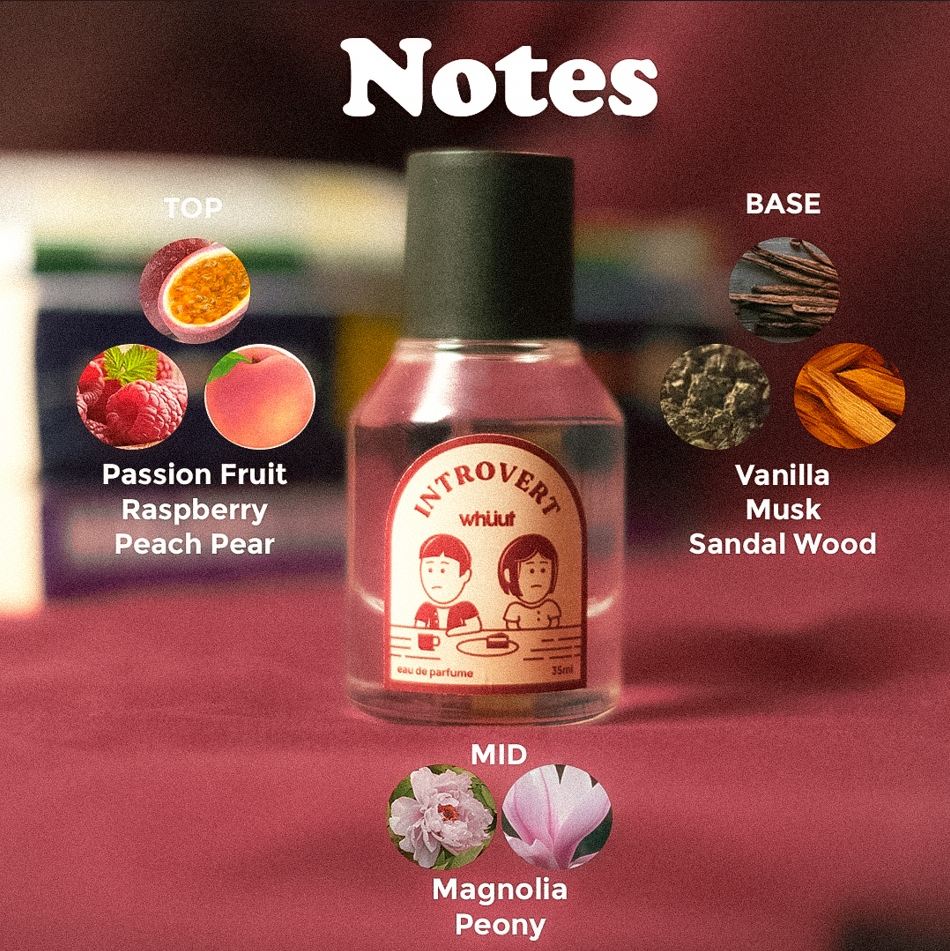 Notes
TOP
Passion Fruit
Raspberry
Peach Pear
BASE
Vanilla
Musk
Sandal Wood
INTROVERT
whüut
eau de parfume
35ml
MID
Magnolia
Peony